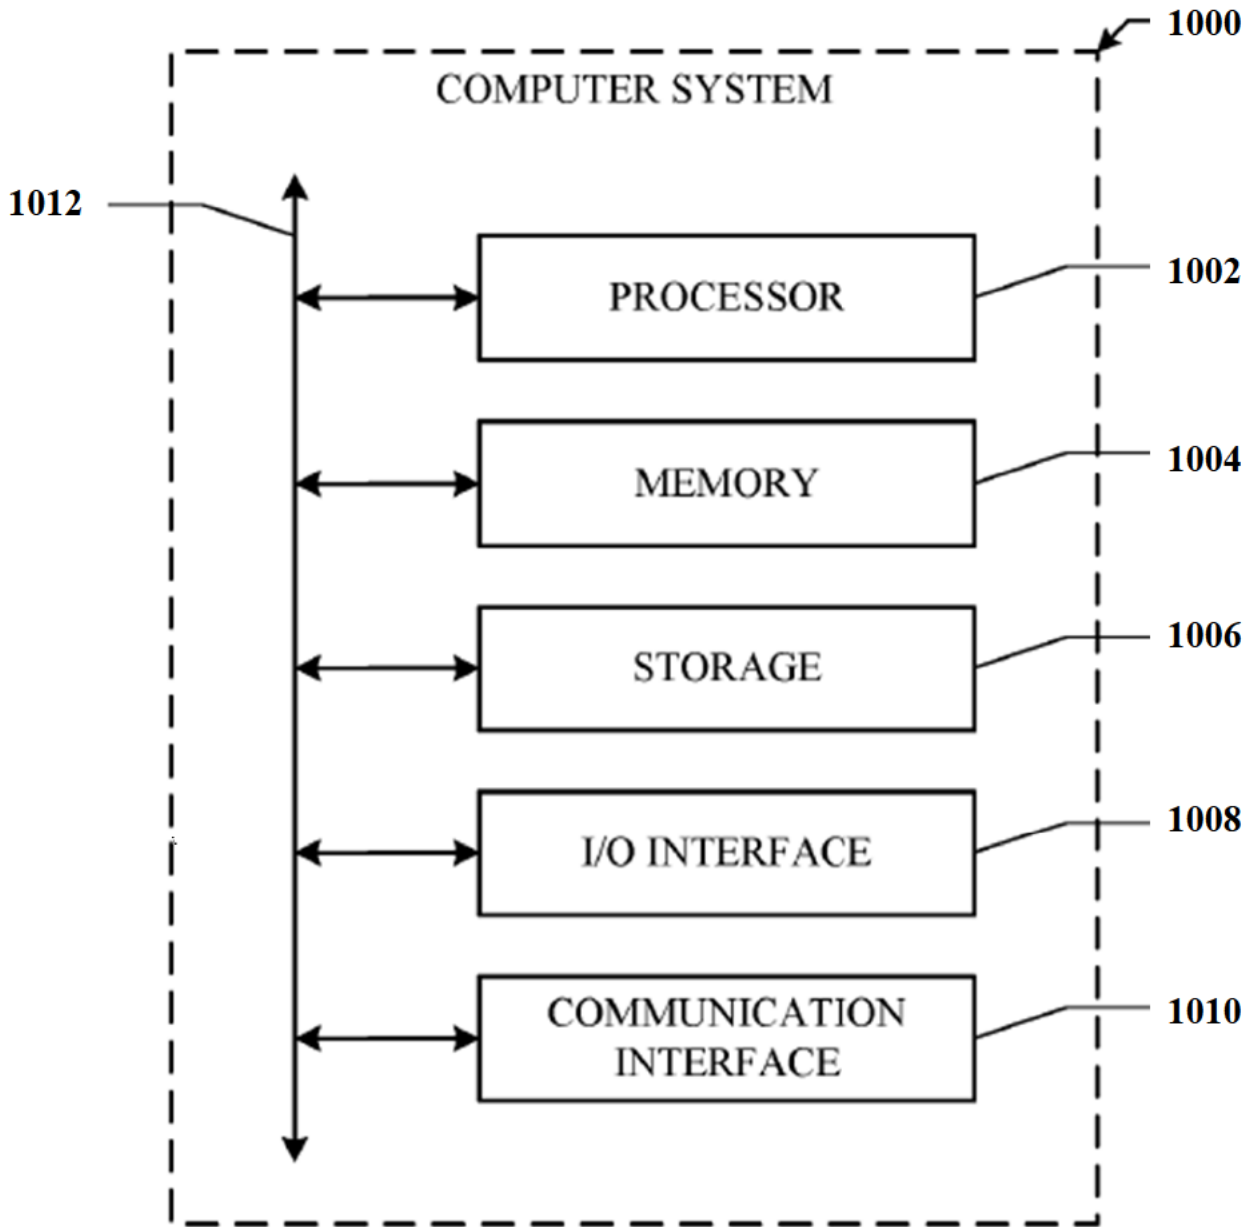 1000
COMPUTER SYSTEM
1012
PROCESSOR
1002
MEMORY
1004
STORAGE
1006
I/O INTERFACE
1008
COMMUNICATION
INTERFACE
1010